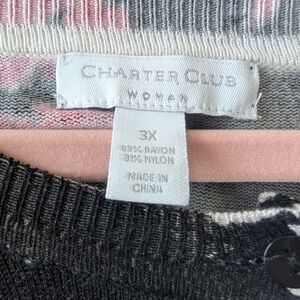 CHARTER CLUB
WOMAN
3X
69% RAYON
31% NYLON
MADE IN
CHINA